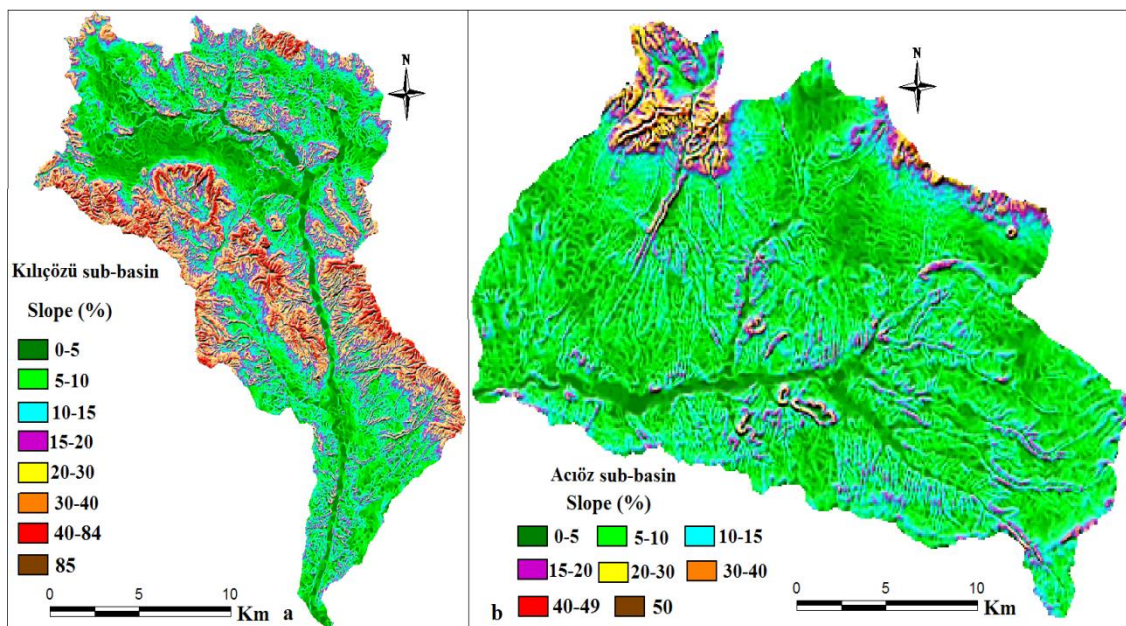 N
Kılıçözü sub-basin
Slope (%)
0-5
5-10
10-15
15-20
20-30
30-40
40-84
85
0 5 10
Km a
N
Acıöz sub-basin
Slope (%)
0-5 5-10 10-15
15-20 20-30 30-40
40-49 50
0 5 10
b Km